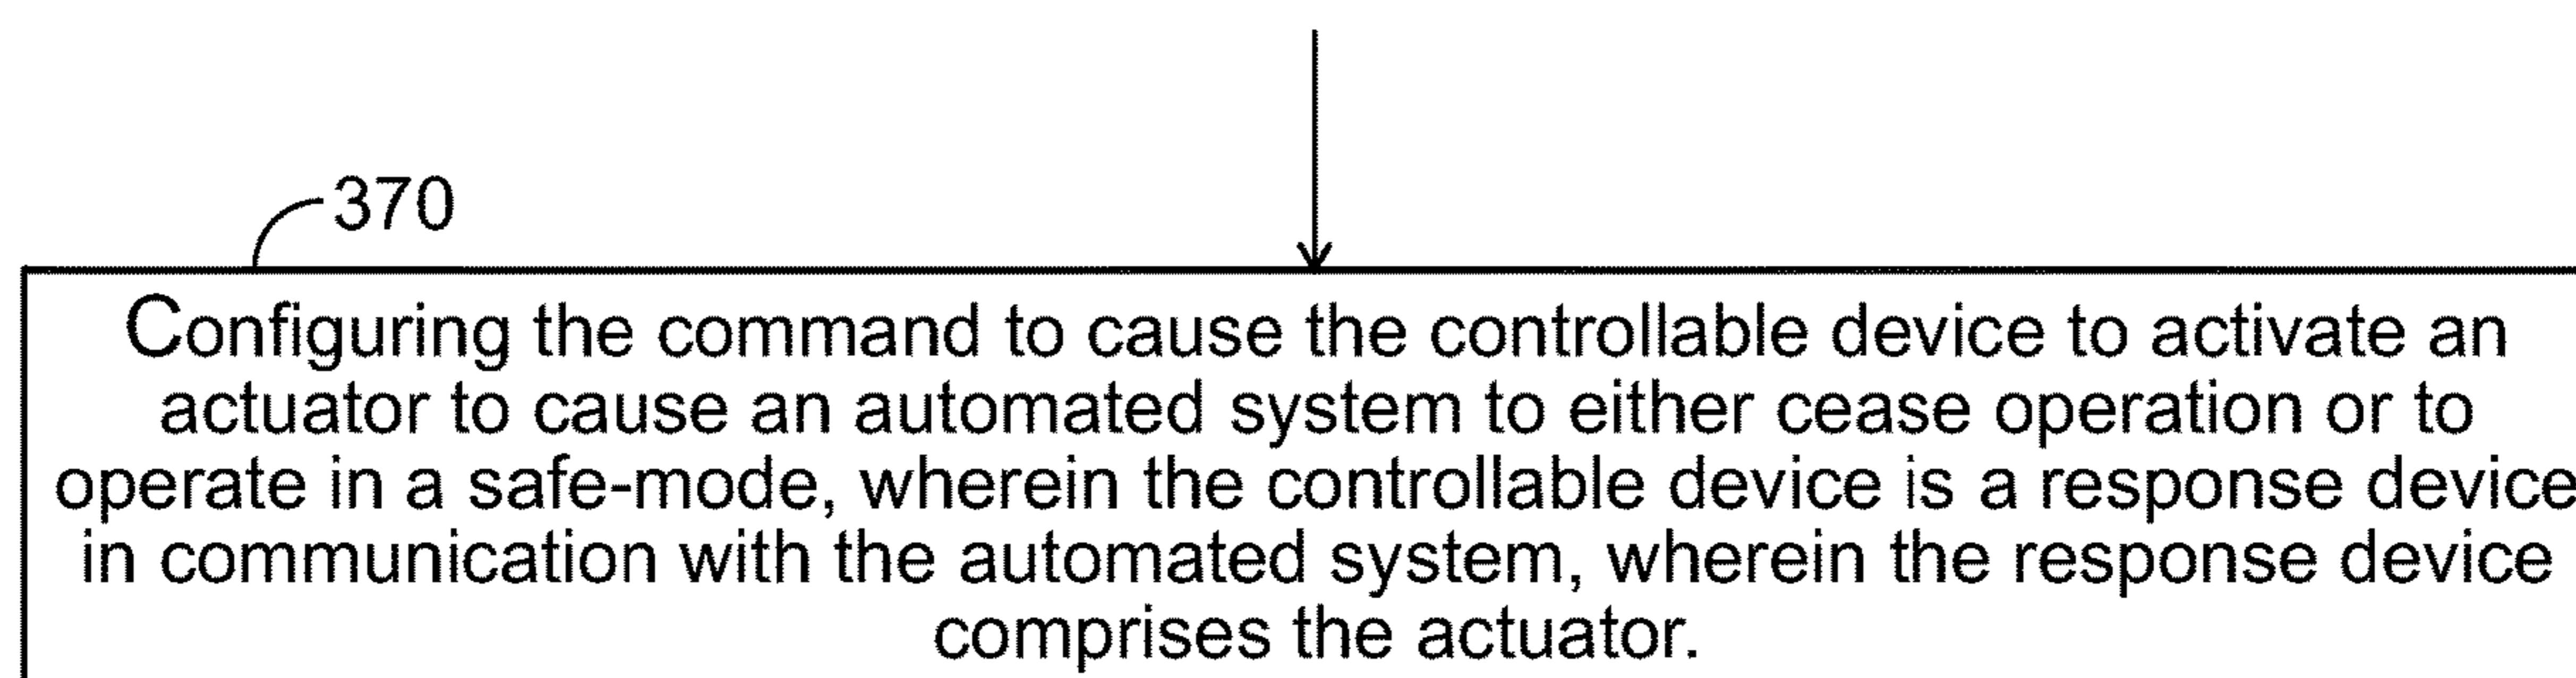 370
Configuring the command to cause the controllable device to activate an
actuator to cause an automated system to either cease operation or to
operate in a safe-mode, wherein the controllable device is a response device
in communication with the automated system, wherein the response device
comprises the actuator.